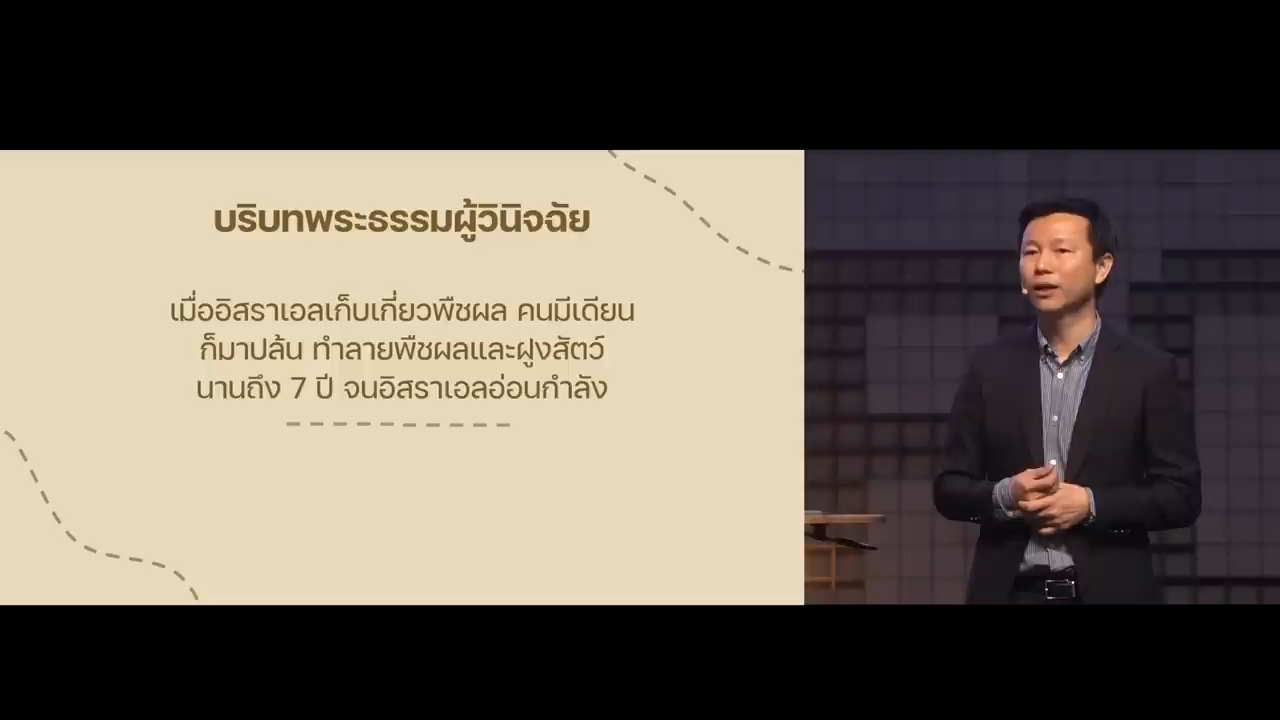 บริบทพระธรรมผู้วินิจฉัย
เมื่ออิสราเอลเก็บเกี่ยวพืชผล คนมีเดียน
ก็มาปล้น ทำลายพืชผลและฝูงสัตว์
นานถึง 7 ปี จนอิสราเอลอ่อนกำลัง